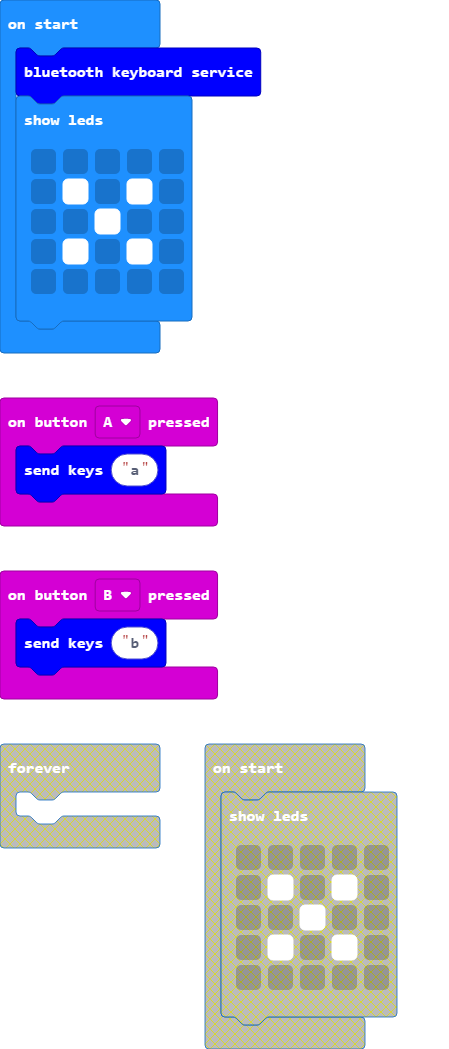 on start
bluetooth keyboard service
show leds
on button A pressed
send keys "a"
on button B pressed
send keys "b"
forever
on start
show leds